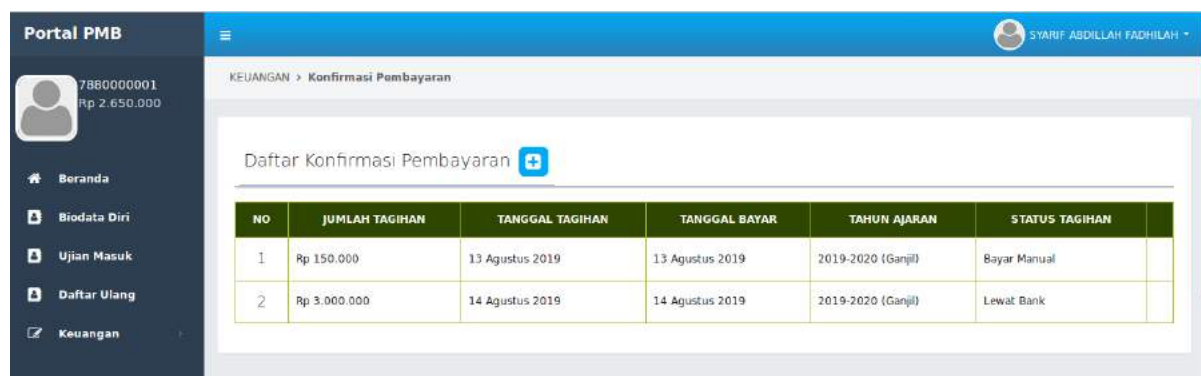 Portal PMB
SYARIF ABDILLAH FADHILAH
7880000001
Rp 2.650.000
Beranda
Biodata Diri
Ujian Masuk
Daftar Ulang
Keuangan
KEUANGAN > Konfirmasi Pembayaran
Daftar Konfirmasi Pembayaran
NO JUMLAH TAGIHAN TANGGAL TAGIHAN TANGGAL BAYAR TAHUN AJARAN STATUS TAGIHAN
1 Rp 150.000 13 Agustus 2019 13 Agustus 2019 2019-2020 (Ganjil) Bayar Manual
2 Rp 3.000.000 14 Agustus 2019 14 Agustus 2019 2019-2020 (Ganjil) Lewat Bank